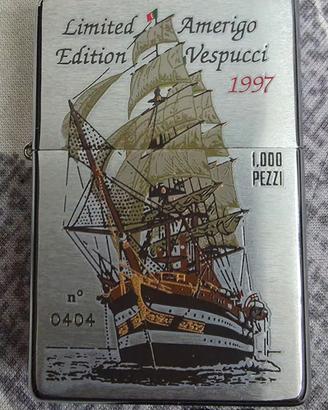 Limited Amerigo
Edition Vespucci
1997
1,000
PEZZI
n°
0404